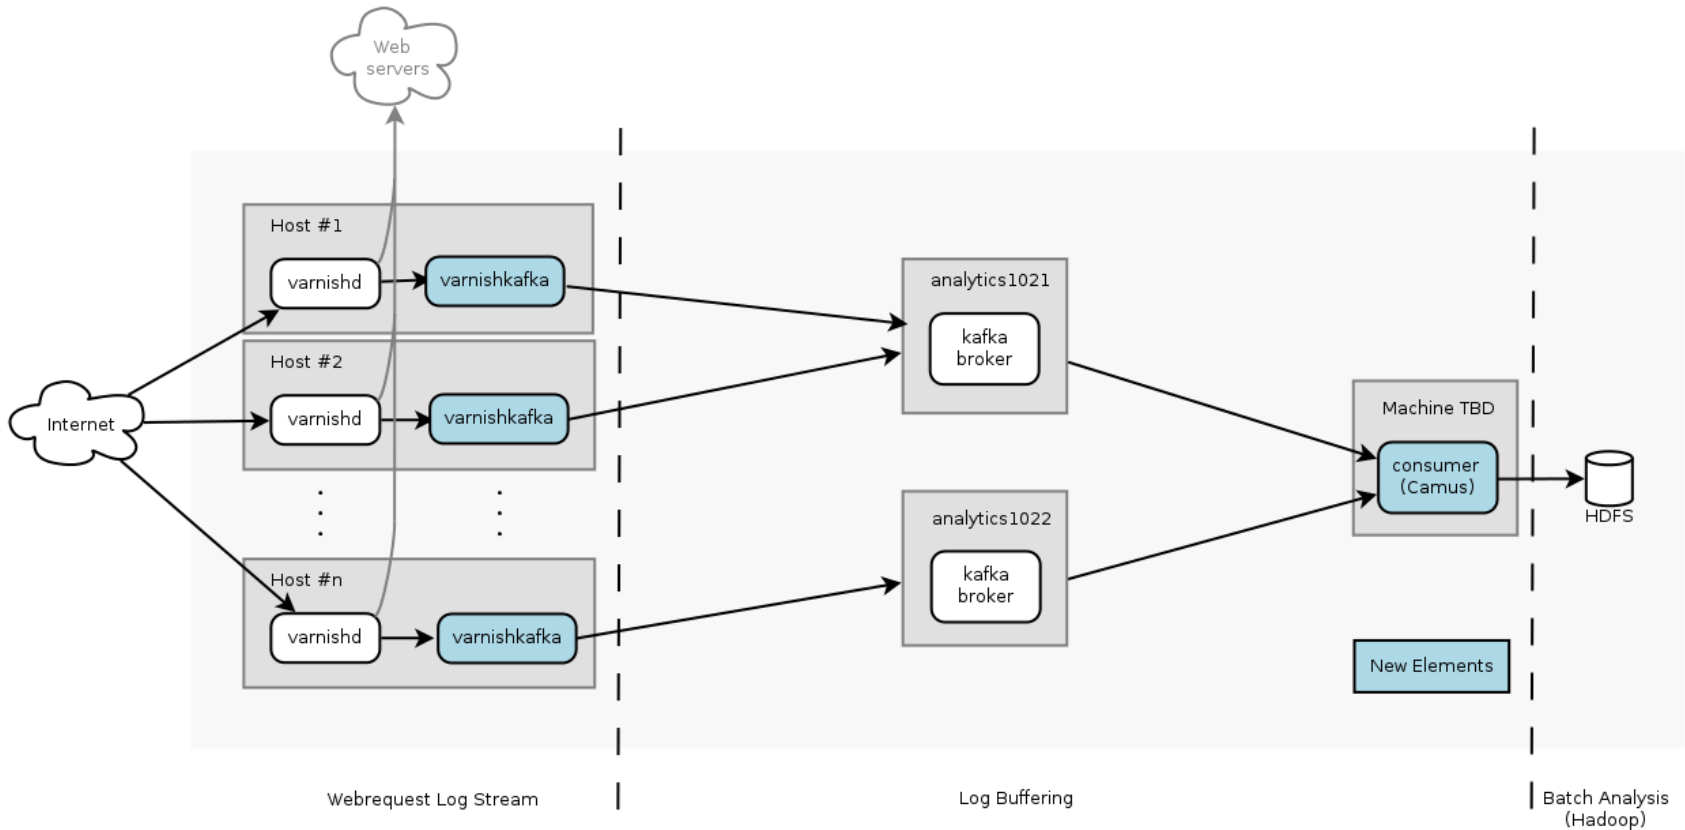 Web
servers
Host #1
varnishd
varnishkafka
Host #2
varnishd
varnishkafka
Internet
Host #n
varnishd
varnishkafka
analytics1021
kafka
broker
analytics1022
kafka
broker
Machine TBD
consumer
(Camus)
HDFS
New Elements
Webrequest Log Stream
Log Buffering
Batch Analysis
(Hadoop)